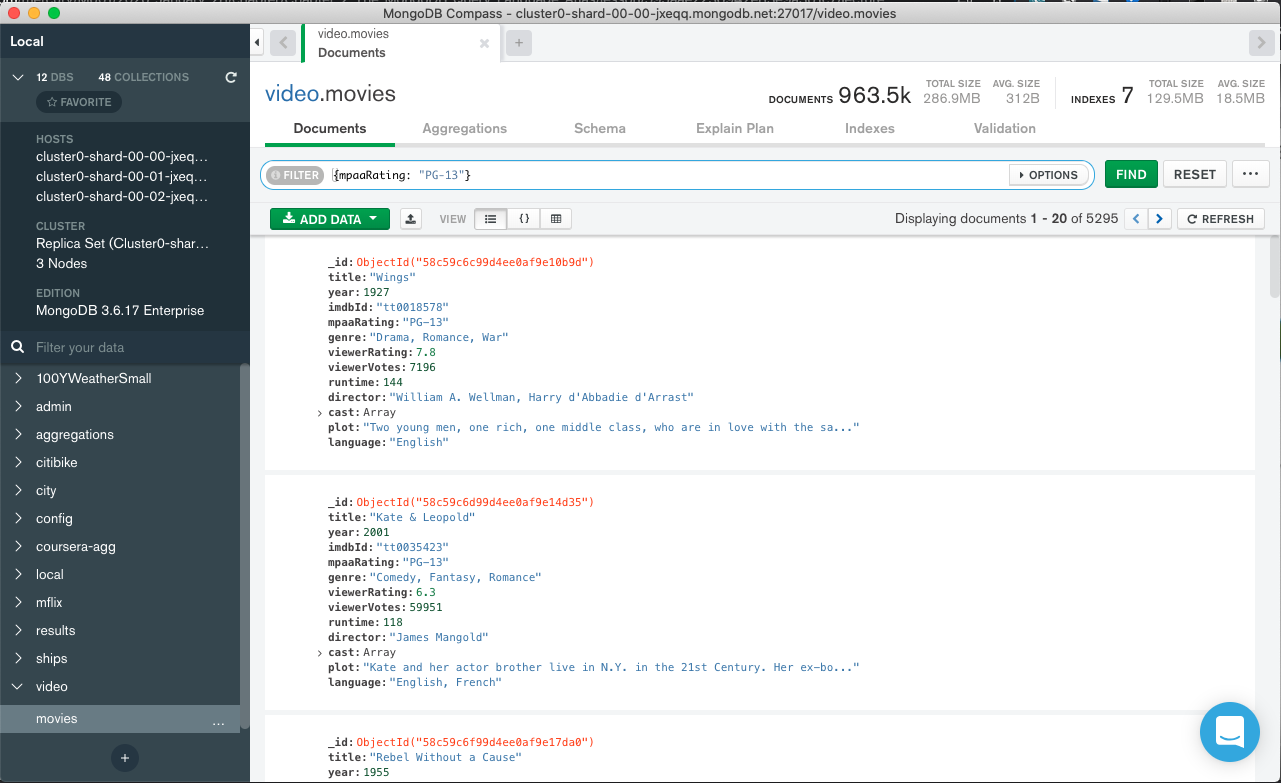 MongoDB Compass - cluster0-shard-00-00-jxeqq.mongodb.net:27017/video.movies
Local
12 DBS 48 COLLECTIONS
FAVORITE
HOSTS
cluster0-shard-00-00-jxeq...
cluster0-shard-00-01-jxeq...
cluster0-shard-00-02-jxeq...
CLUSTER
Replica Set (Cluster0-shar...
3 Nodes
EDITION
MongoDB 3.6.17 Enterprise
Filter your data
100YWeatherSmall
admin
aggregations
citibike
city
config
coursera-agg
local
mflix
results
ships
video
movies ...
+
video.movies
Documents
+
video.movies
DOCUMENTS 963.5k
TOTAL SIZE
286.9MB
AVG. SIZE
312B
INDEXES 7
TOTAL SIZE
129.5MB
AVG. SIZE
18.5MB
Documents Aggregations Schema Explain Plan Indexes Validation
FILTER {mpaaRating: "PG-13"} OPTIONS FIND RESET ...
ADD DATA VIEW {} Displaying documents 1 - 20 of 5295 < > REFRESH
_id: ObjectId("58c59c6c99d4ee0af9e10b9d")
title: "Wings"
year: 1927
imdbId: "tt0018578"
mpaaRating: "PG-13"
genre: "Drama, Romance, War"
viewerRating: 7.8
viewerVotes: 7196
runtime: 144
director: "William A. Wellman, Harry d'Abbadie d'Arrast"
cast: Array
plot: "Two young men, one rich, one middle class, who are in love with the sa..."
language: "English"
_id: ObjectId("58c59c6d99d4ee0af9e14d35")
title: "Kate & Leopold"
year: 2001
imdbId: "tt0035423"
mpaaRating: "PG-13"
genre: "Comedy, Fantasy, Romance"
viewerRating: 6.3
viewerVotes: 59951
runtime: 118
director: "James Mangold"
cast: Array
plot: "Kate and her actor brother live in N.Y. in the 21st Century. Her ex-bo..."
language: "English, French"
_id: ObjectId("58c59c6f99d4ee0af9e17da0")
title: "Rebel Without a Cause"
year: 1955